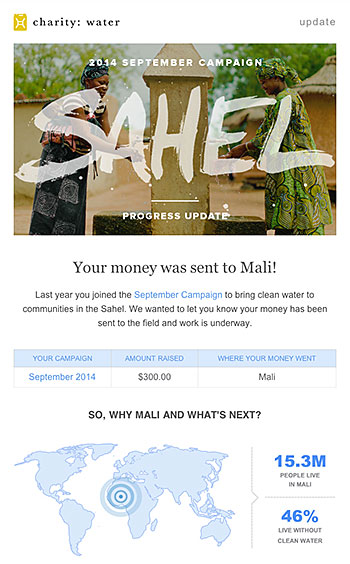 charity: water
update
2014 SEPTEMBER CAMPAIGN
SAHEL
PROGRESS UPDATE
Your money was sent to Mali!
Last year you joined the September Campaign to bring clean water to
communities in the Sahel. We wanted to let you know your money has been
sent to the field and work is underway.
YOUR CAMPAIGN AMOUNT RAISED WHERE YOUR MONEY WENT
September 2014 $300.00 Mali
SO, WHY MALI AND WHAT'S NEXT?
15.3M
PEOPLE LIVE
IN MALI
46%
LIVE WITHOUT
CLEAN WATER